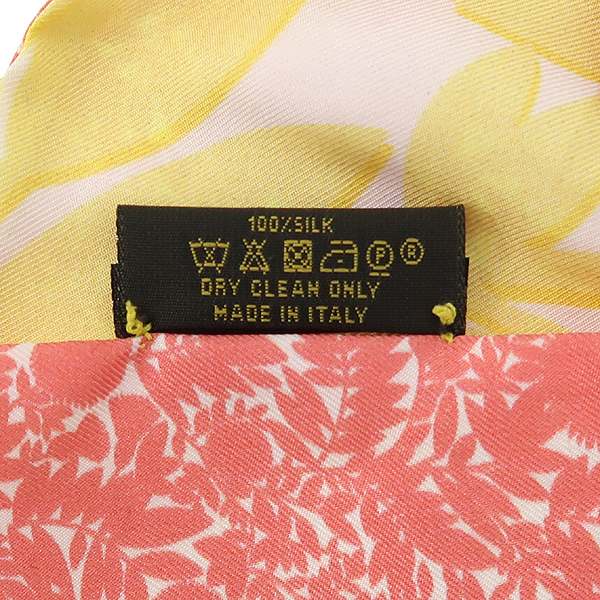 100%SILK
P ®
DRY CLEAN ONLY
MADE IN ITALY